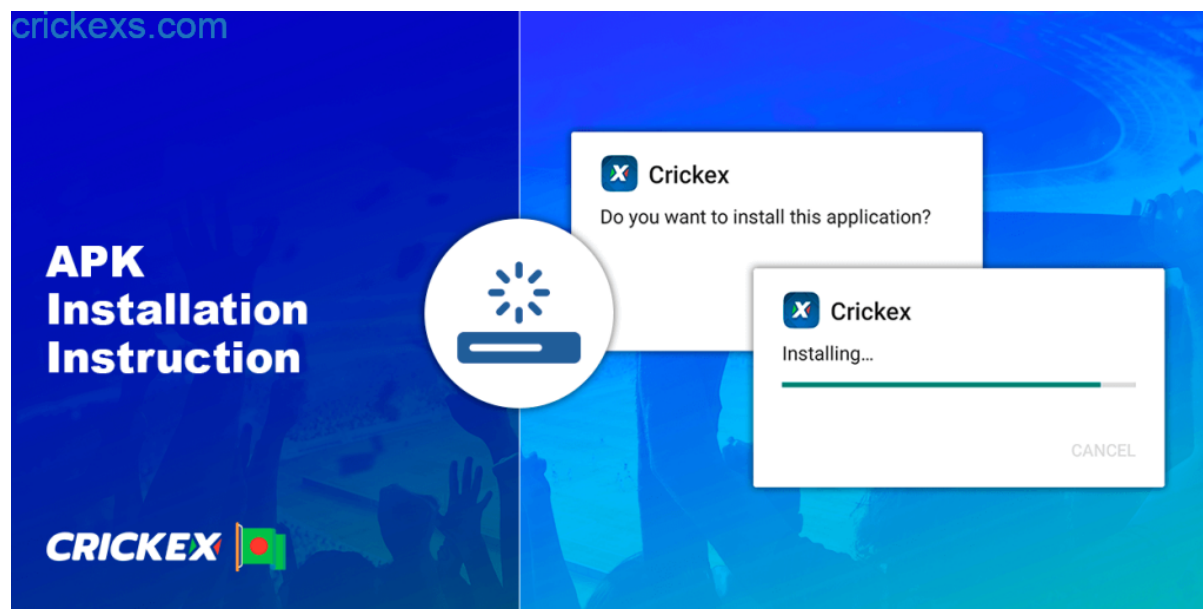 crickexs.com
APK
Installation
Instruction
CRICKEX
Crickex
Do you want to install this application?
Crickex
Installing...
CANCEL